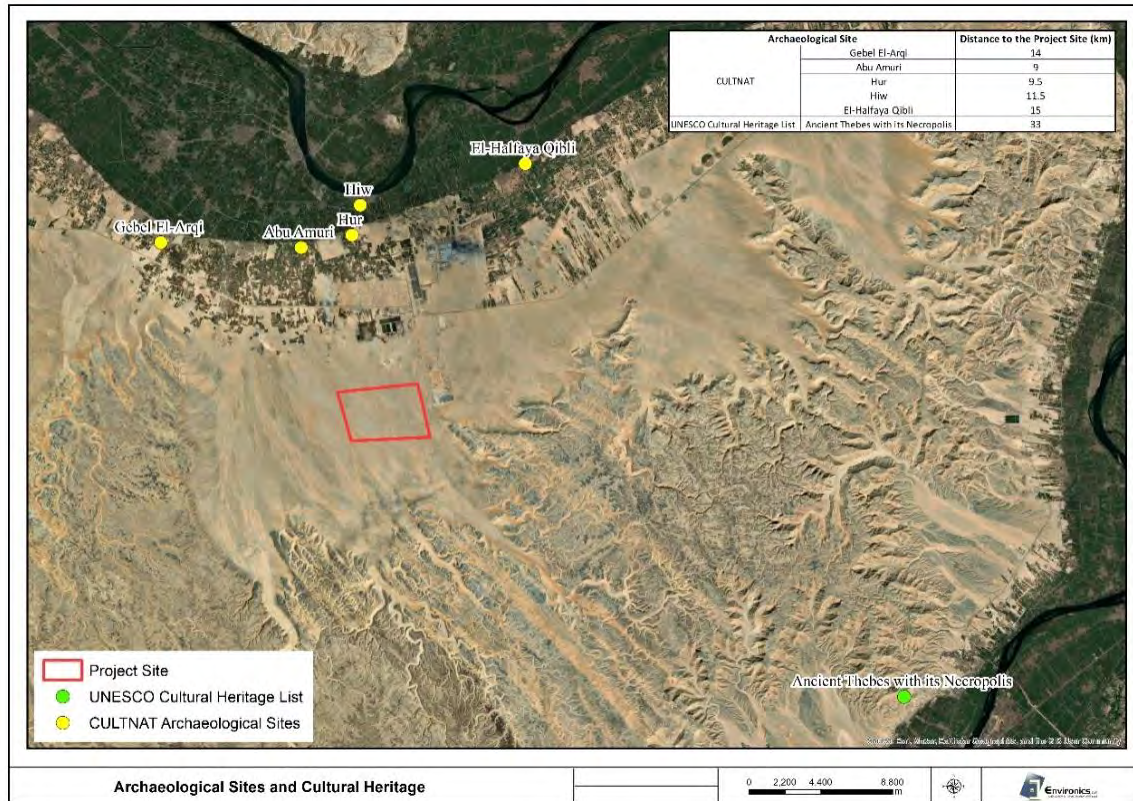 Archaeological Site Distance to the Project Site (km)
CULTNAT
Gebel El-Arqi 14
Abu Amuri 9
Hur 9.5
Hiw 11.5
El-Halfaya Qibli 15
UNESCO Cultural Heritage List Ancient Thebes with its Necropolis 33
El-Halfaya Qibli
Hiw
Hur
Gebel El-Arqi
Abu Amuri
Ancient Thebes with its Necropolis
Project Site
UNESCO Cultural Heritage List
CULTNAT Archaeological Sites
Archaeological Sites and Cultural Heritage
0 2,200 4,400 8,800
m
Environics